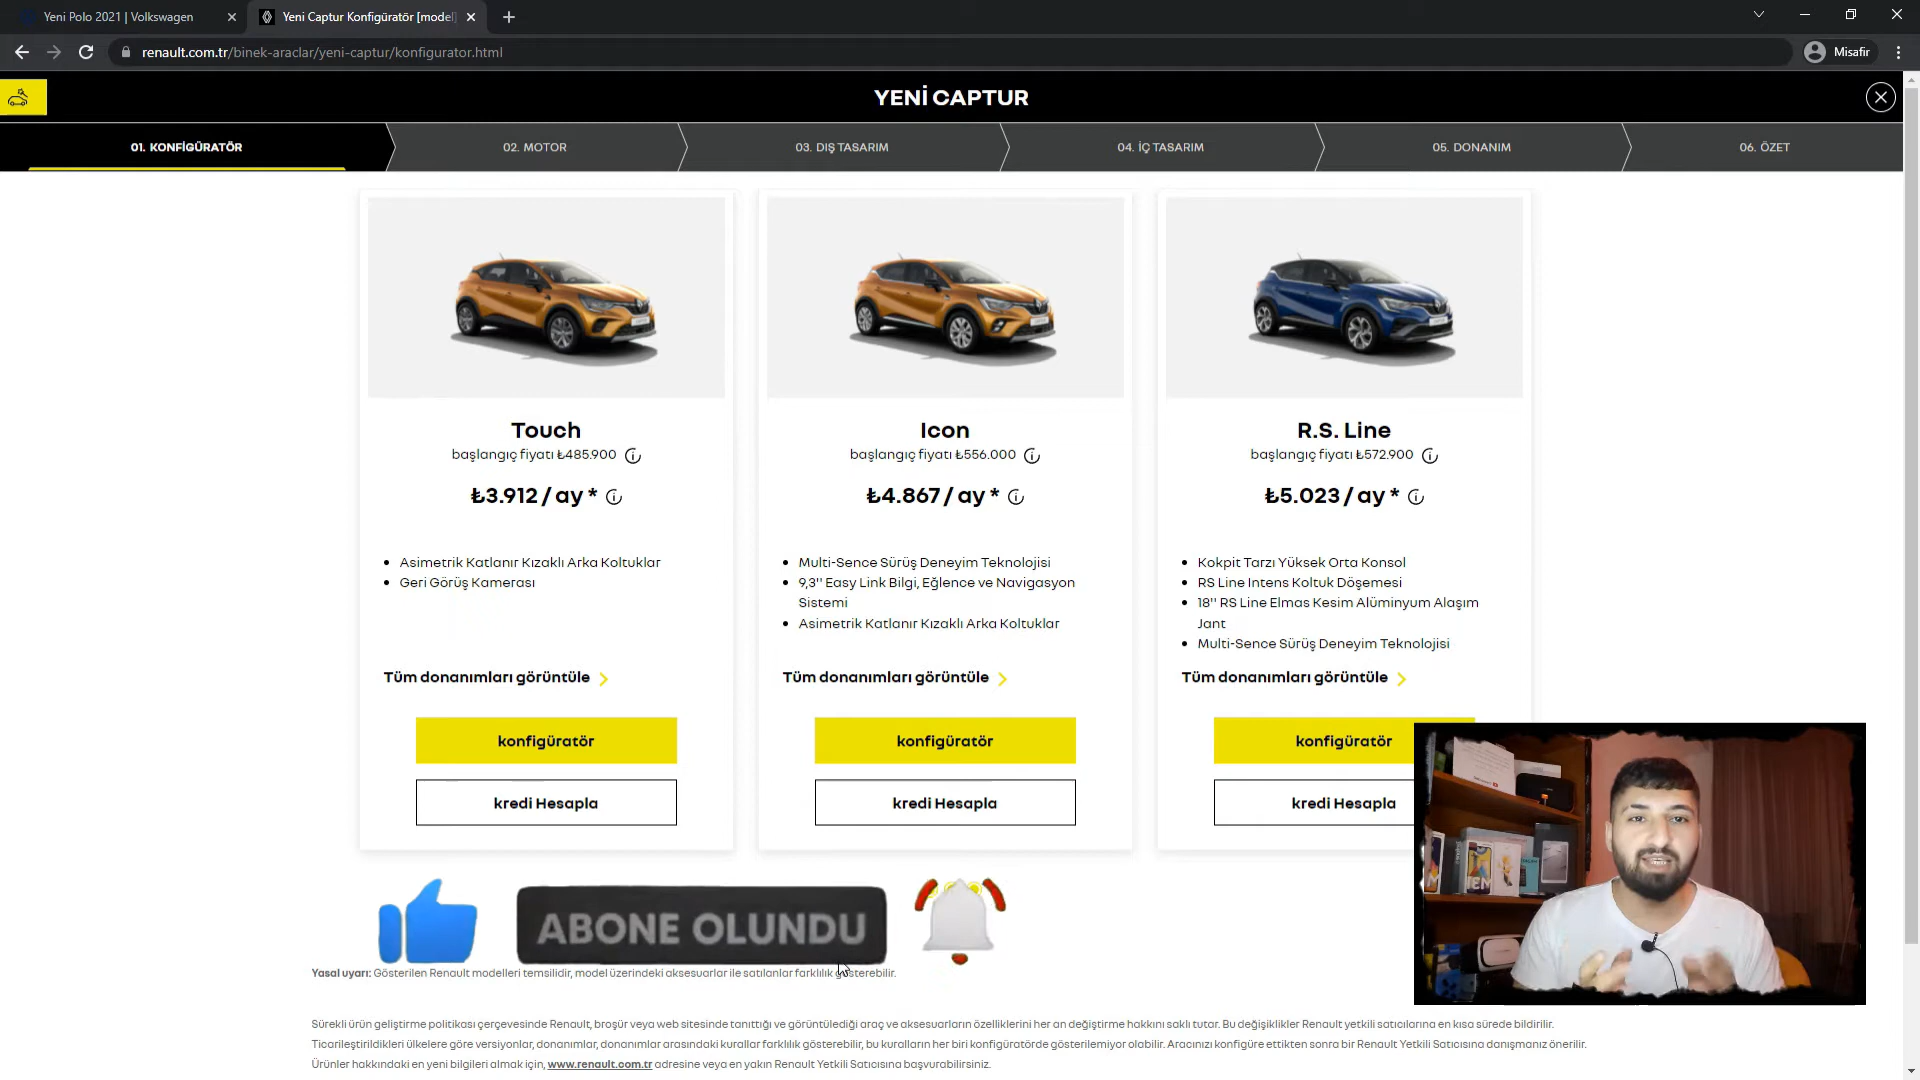 Yeni Polo 2021 | Volkswagen
Yeni Captur Konfigüratör [model]
renault.com.tr/binek-araclar/yeni-captur/konfigurator.html
Misafir
YENİ CAPTUR
01. KONFİGÜRATÖR
02. MOTOR
03. DIŞ TASARIM
04. İÇ TASARIM
05. DONANIM
06. ÖZET
Touch
başlangıç fiyatı ₺485.900
₺3.912 / ay *
Asimetrik Katlanır Kızaklı Arka Koltuklar
Geri Görüş Kamerası
Tüm donanımları görüntüle
konfigüratör
kredi Hesapla
Icon
başlangıç fiyatı ₺556.000
₺4.867 / ay *
Multi-Sence Sürüş Deneyim Teknolojisi
9,3'' Easy Link Bilgi, Eğlence ve Navigasyon
Sistemi
Asimetrik Katlanır Kızaklı Arka Koltuklar
Tüm donanımları görüntüle
konfigüratör
kredi Hesapla
R.S. Line
başlangıç fiyatı ₺572.900
₺5.023 / ay *
Kokpit Tarzı Yüksek Orta Konsol
RS Line Intens Koltuk Döşemesi
18'' RS Line Elmas Kesim Alüminyum Alaşım
Jant
Multi-Sence Sürüş Deneyim Teknolojisi
Tüm donanımları görüntüle
konfigüratör
kredi Hesapla
ABONE OLUNDU
Yasal uyarı: Gösterilen Renault modelleri temsilidir, model üzerindeki aksesuarlar ile satılanlar farklılık gösterebilir.
Sürekli ürün geliştirme politikası çerçevesinde Renault, broşür veya web sitesinde tanıttığı ve görüntülediği araç ve aksesuarların özelliklerini her an değiştirme hakkını saklı tutar. Bu değişiklikler Renault yetkili satıcılarına en kısa sürede bildirilir.
Ticarileştirildikleri ülkelere göre versiyonlar, donanımlar, donanımlar arasındaki kurallar farklılık gösterebilir, bu kuralların her biri konfigüratörde gösterilemiyor olabilir. Aracınızı konfigüre ettikten sonra bir Renault Yetkili Satıcısına danışmanız önerilir.
Ürünler hakkındaki en yeni bilgileri almak için, www.renault.com.tr adresine veya en yakın Renault Yetkili Satıcısına başvurabilirsiniz.